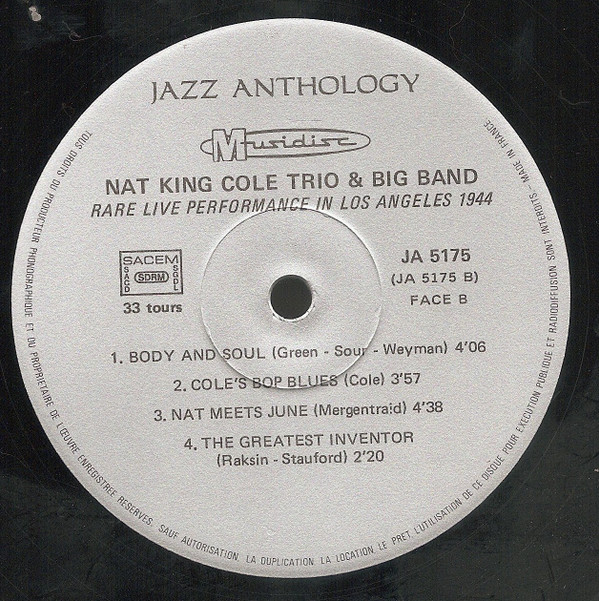 JAZZ ANTHOLOGY
Musidisc
NAT KING COLE TRIO & BIG BAND
RARE LIVE PERFORMANCE IN LOS ANGELES 1944
SACEM
SACD
SDRM
SGDL
33 tours
JA 5175
(JA 5175 B)
FACE B
1. BODY AND SOUL (Green - Sour - Weyman) 4'06
2. COLE'S BOP BLUES (Cole) 3'57
3. NAT MEETS JUNE (Mergentraid) 4'38
4. THE GREATEST INVENTOR
(Raksin - Stauford) 2'20
TOUS DROITS DU PRODUCTEUR PHONOGRAPHIQUE ET DU PROPRIETAIRE DE L'ŒUVRE ENREGISTREE RESERVES. SAUF AUTORISATION. LA DUPLICATION. LA LOCATION. LE PRET. L'UTILISATION DE CE DISQUE POUR EXECUTION PUBLIQUE ET RADIODIFFUSION SONT INTERDITS - MADE IN FRANCE